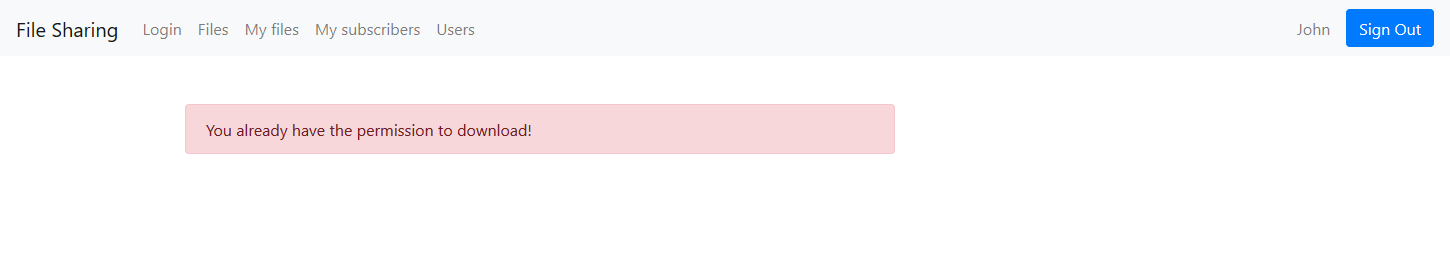 File Sharing Login Files My files My subscribers Users John Sign Out
You already have the permission to download!